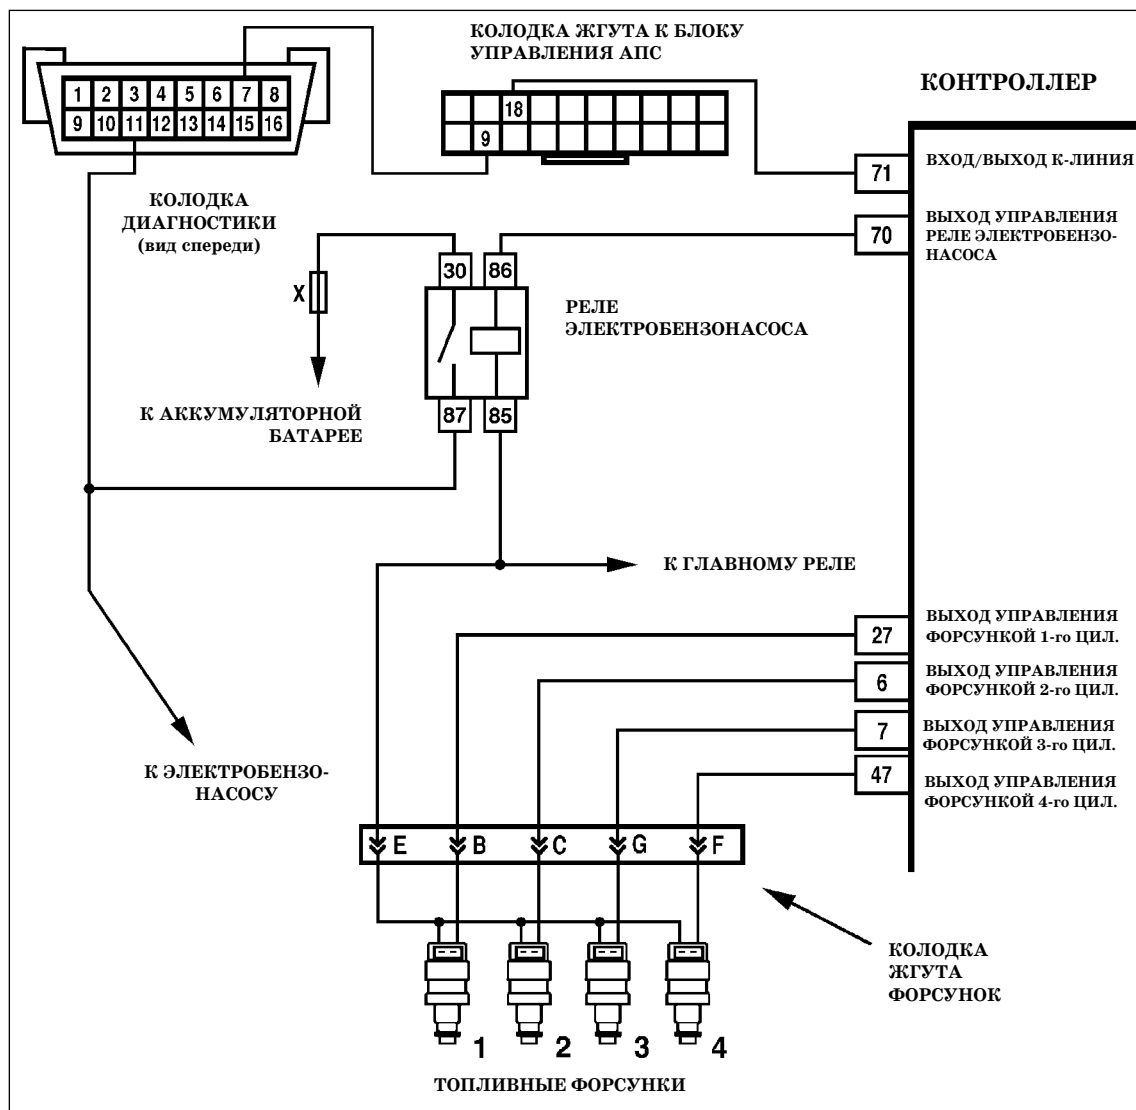 КОЛОДКА ЖГУТА К БЛОКУ
УПРАВЛЕНИЯ АПС
КОНТРОЛЛЕР
1 2 3 4 5 6 7 8
9 10 11 12 13 14 15 16
18
9
71
ВХОД/ВЫХОД К-ЛИНИЯ
КОЛОДКА
ДИАГНОСТИКИ
(вид спереди)
70
ВЫХОД УПРАВЛЕНИЯ
РЕЛЕ ЭЛЕКТРОБЕНЗО-
НАСОСА
30
86
X
РЕЛЕ
ЭЛЕКТРОБЕНЗОНАСОСА
К АККУМУЛЯТОРНОЙ
БАТАРЕЕ
87
85
К ГЛАВНОМУ РЕЛЕ
27
ВЫХОД УПРАВЛЕНИЯ
ФОРСУНКОЙ 1-го ЦИЛ.
6
ВЫХОД УПРАВЛЕНИЯ
ФОРСУНКОЙ 2-го ЦИЛ.
7
ВЫХОД УПРАВЛЕНИЯ
ФОРСУНКОЙ 3-го ЦИЛ.
47
ВЫХОД УПРАВЛЕНИЯ
ФОРСУНКОЙ 4-го ЦИЛ.
К ЭЛЕКТРОБЕНЗО-
НАСОСУ
E B C G F
КОЛОДКА
ЖГУТА
ФОРСУНОК
1 2 3 4
ТОПЛИВНЫЕ ФОРСУНКИ